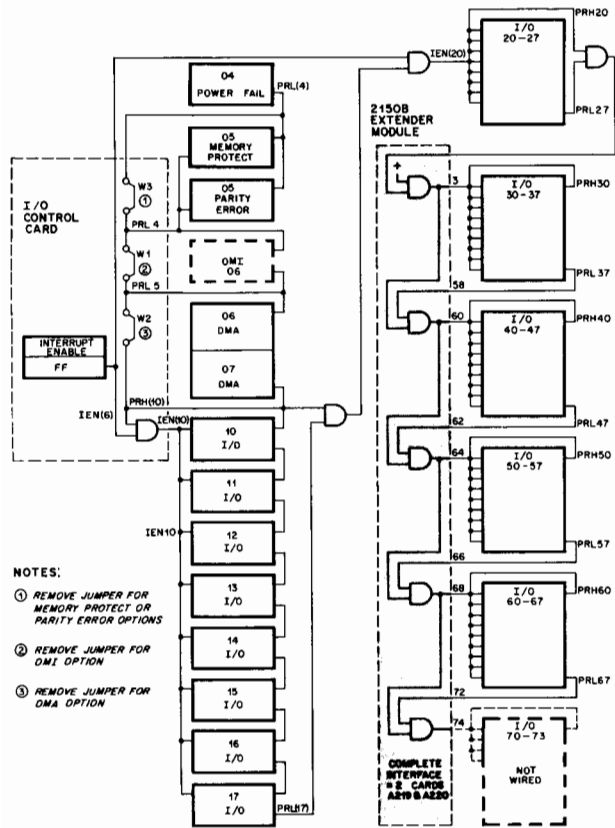 PRH20
IEN(20)
I/O
20-27
PRL27
04
POWER FAIL
PRL(4)
2150B
EXTENDER
MODULE
05
MEMORY
PROTECT
05
PARITY
ERROR
I/O
CONTROL
CARD
W3
1
PRL 4
W1
2
PRL 5
W2
3
OMI
06
06
DMA
07
DMA
INTERRUPT
ENABLE
FF
IEN(6)
PRH(10)
IEN(10)
10
I/O
11
I/O
IEN10
12
I/O
13
I/O
14
I/O
15
I/O
16
I/O
17
I/O
PRL(17)
NOTES:
1 REMOVE JUMPER FOR
MEMORY PROTECT OR
PARITY ERROR OPTIONS
2 REMOVE JUMPER FOR
OMI OPTION
3 REMOVE JUMPER FOR
DMA OPTION
+
3
I/O
30-37
PRH30
PRL37
58
60
I/O
40-47
PRH40
PRL47
62
64
I/O
50-57
PRH50
PRL57
66
68
I/O
60-67
PRH60
PRL67
72
74
I/O
70-73
NOT
WIRED
COMPLETE
INTERFACE
= 2 CARDS
A219 & A220